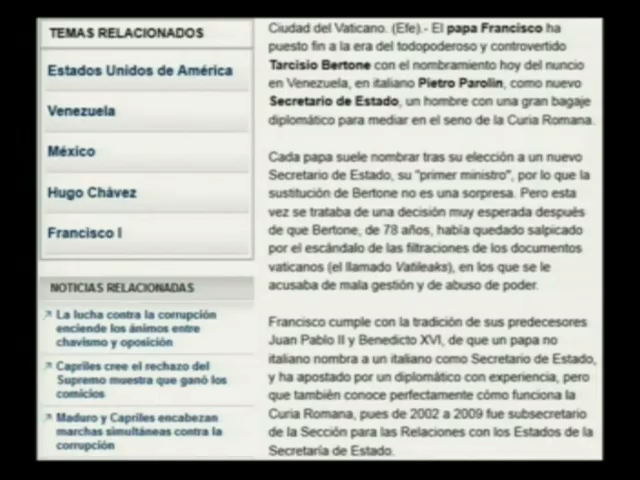 TEMAS RELACIONADOS
Estados Unidos de América
Venezuela
México
Hugo Chávez
Francisco I
NOTICIAS RELACIONADAS
La lucha contra la corrupción
enciende los ánimos entre
chavismo y oposición
Capriles cree el rechazo del
Supremo muestra que ganó los
comicios
Maduro y Capriles encabezan
marchas simultáneas contra la
corrupción
Ciudad del Vaticano. (Efe).- El papa Francisco ha
puesto fin a la era del todopoderoso y controvertido
Tarcisio Bertone con el nombramiento hoy del nuncio
en Venezuela, en italiano Pietro Parolin, como nuevo
Secretario de Estado, un hombre con una gran bagaje
diplomático para mediar en el seno de la Curia Romana.
Cada papa suele nombrar tras su elección a un nuevo
Secretario de Estado, su "primer ministro", por lo que la
sustitución de Bertone no es una sorpresa. Pero esta
vez se trataba de una decisión muy esperada después
de que Bertone, de 78 años, había quedado salpicado
por el escándalo de las filtraciones de los documentos
vaticanos (el llamado Vatileaks), en los que se le
acusaba de mala gestión y de abuso de poder.
Francisco cumple con la tradición de sus predecesores
Juan Pablo II y Benedicto XVI, de que un papa no
italiano nombra a un italiano como Secretario de Estado,
y ha apostado por un diplomático con experiencia, pero
que también conoce perfectamente cómo funciona la
Curia Romana, pues de 2002 a 2009 fue subsecretario
de la Sección para las Relaciones con los Estados de la
Secretaría de Estado.